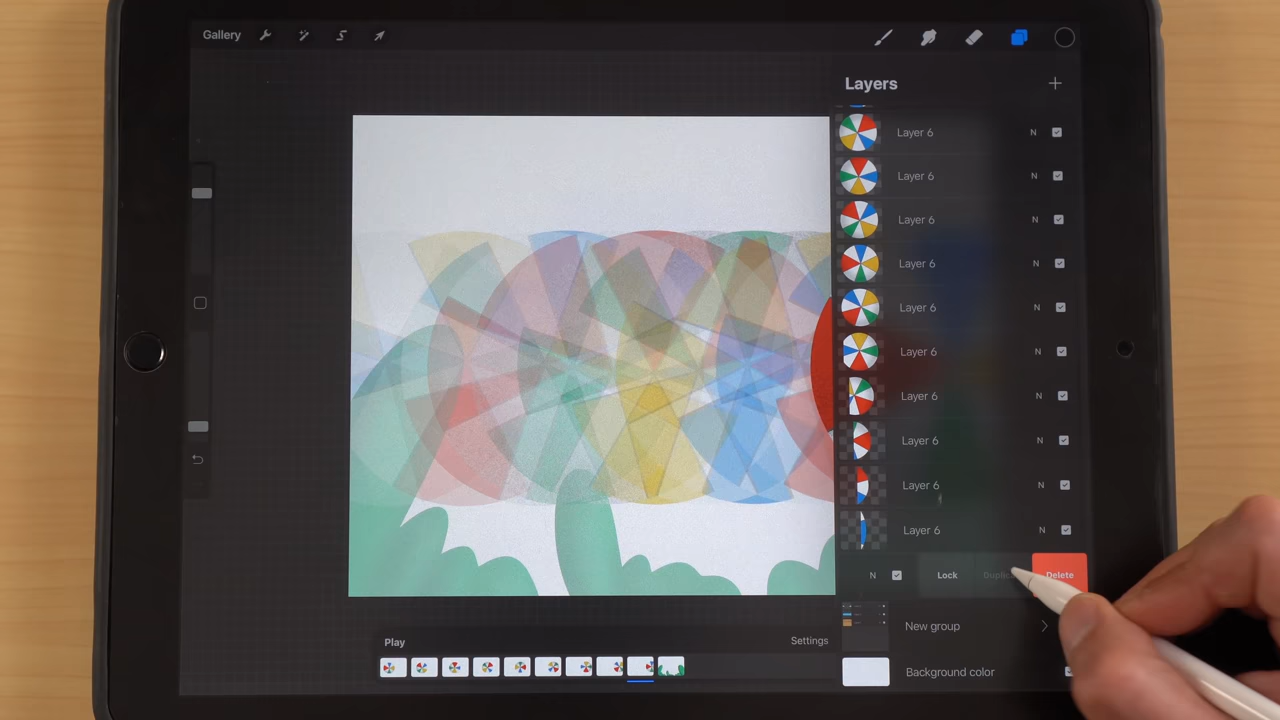 Gallery
Layers
Layer 6 N
Layer 6 N
Layer 6 N
Layer 6 N
Layer 6 N
Layer 6 N
Layer 6 N
Layer 6 N
Layer 6 N
Layer 6 N
N Lock Delete
New group
Background color
Play Settings